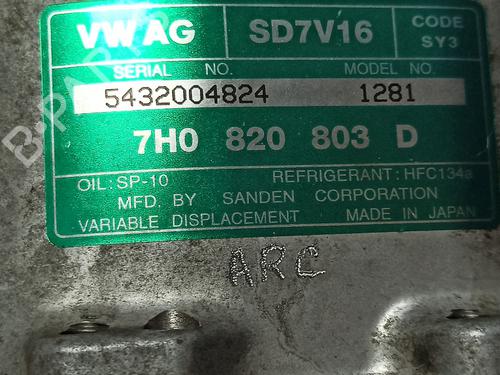 VW AG SD7V16 CODE SY3
SERIAL NO. MODEL NO.
5432004824 1281
7H0 820 803 D
OIL: SP-10 REFRIGERANT: HFC134a
MFD. BY SANDEN CORPORATION
VARIABLE DISPLACEMENT MADE IN JAPAN
ARC
B-PARTS